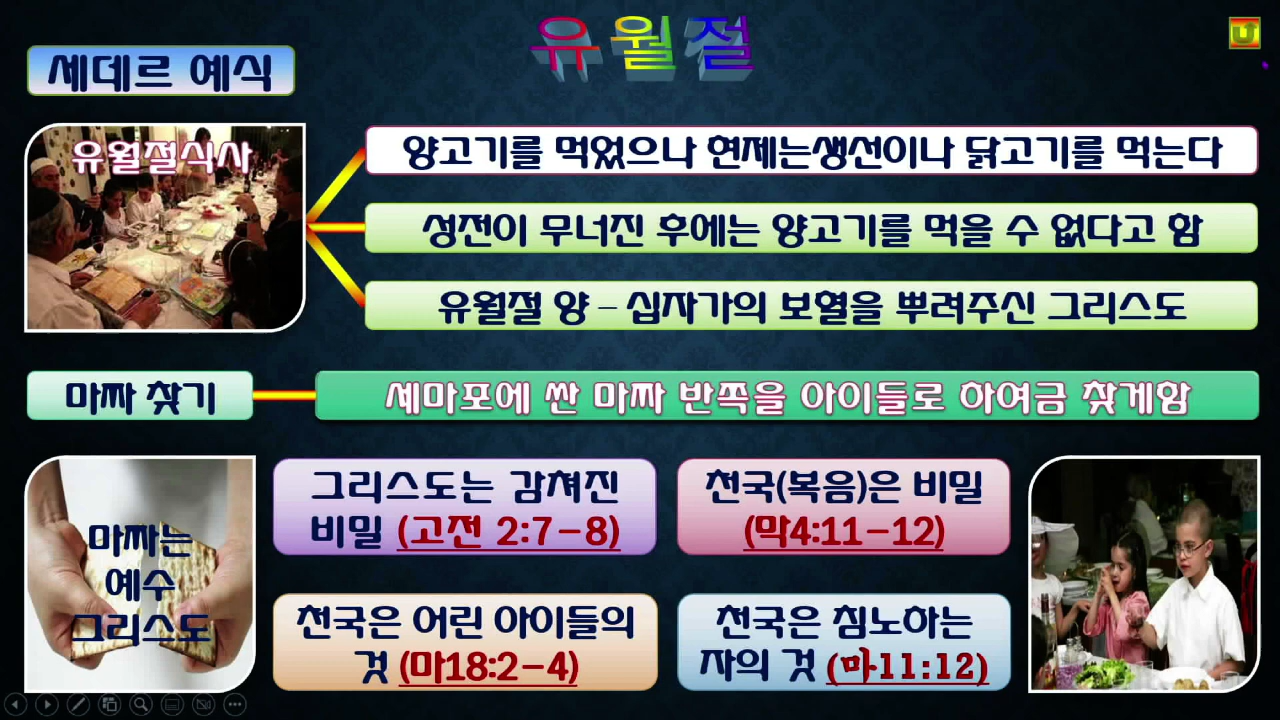 유월절
세데르 예식
유월절식사
양고기를 먹었으나 현제는생선이나 닭고기를 먹는다
성전이 무너진 후에는 양고기를 먹을 수 없다고 함
유월절 양 – 십자가의 보혈을 뿌려주신 그리스도
마짜 찾기
세마포에 싼 마짜 반쪽을 아이들로 하여금 찾게함
마짜는
예수
그리스도
그리스도는 감쳐진
비밀 (고전 2:7-8)
천국(복음)은 비밀
(막4:11-12)
천국은 어린 아이들의
것 (마18:2-4)
천국은 침노하는
자의 것 (마11:12)